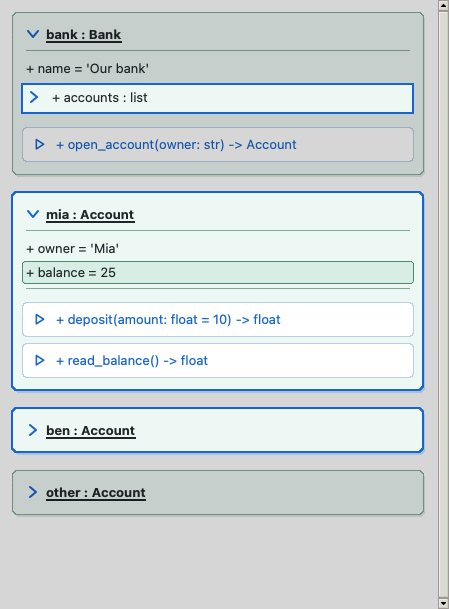 bank : Bank
+ name = 'Our bank'
+ accounts : list
+ open_account(owner: str) -> Account
mia : Account
+ owner = 'Mia'
+ balance = 25
+ deposit(amount: float = 10) -> float
+ read_balance() -> float
ben : Account
other : Account